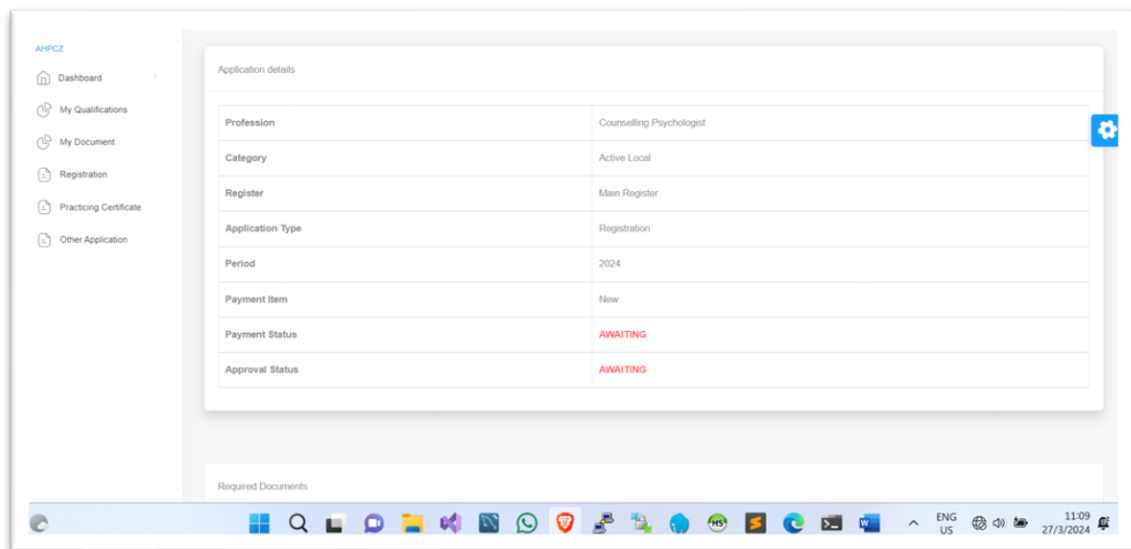 AHPCZ
Dashboard
My Qualifications
My Document
Registration
Practicing Certificate
Other Application
Application details
Profession Counselling Psychologist
Category Active Local
Register Main Register
Application Type Registration
Period 2024
Payment Item New
Payment Status AWAITING
Approval Status AWAITING
Required Documents
HS
W
ENG
US
11:09
27/3/2024